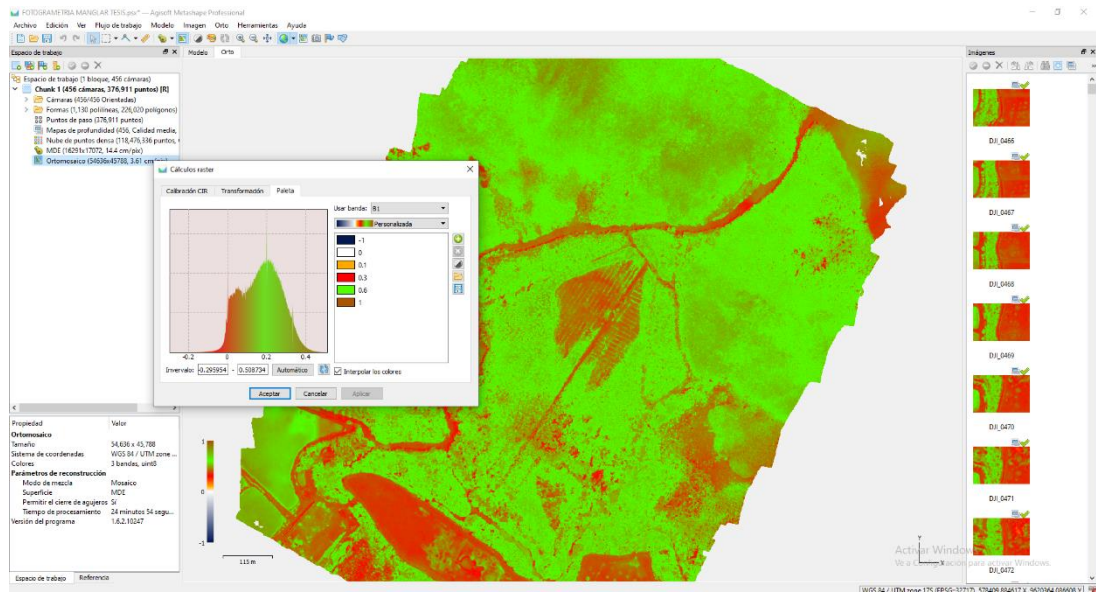 FOTOGRAMETRIA MANGLAR TESIS.psx* — Agisoft Metashape Professional
Archivo Edición Ver Flujo de trabajo Modelo Imagen Orto Herramientas Ayuda
Espacio de trabajo
Modelo Orto
Imágenes
Espacio de trabajo (1 bloque, 456 cámaras)
Chunk 1 (456 cámaras, 376,911 puntos) [R]
Cámaras (456/456 Orientadas)
Formas (1,130 polilíneas, 226,020 polígonos)
Puntos de paso (376,911 puntos)
Mapas de profundidad (456, Calidad media,
Nube de puntos densa (118,476,336 puntos,
MDE (16291x17072, 14.4 cm/pix)
Ortomosaico (54636x45788, 3.61 cm/pix)
Cálculos raster
Calibración CIR Transformación Paleta
Usar banda: B1
Personalizada
-1
0
0.1
0.3
0.6
1
-0.2 0 0.2 0.4
Intervalo: -0.295954 - 0.508734 Automático Interpolar los colores
Aceptar Cancelar Aplicar
Propiedad Valor
Ortomosaico
Tamaño 54,636 x 45,788
Sistema de coordenadas WGS 84 / UTM zone ...
Colores 3 bandas, uint8
Parámetros de reconstrucción
Modo de mezcla Mosaico
Superficie MDE
Permitir el cierre de agujeros Sí
Tiempo de procesamiento 24 minutos 54 segu...
Versión del programa 1.6.2.10247
1
0
-1
115 m
Y
X
DJI_0466
DJI_0467
DJI_0468
DJI_0469
DJI_0470
DJI_0471
DJI_0472
Activar Windows
Ve a Configuración para activar Windows.
Espacio de trabajo Referencia
WGS 84 / UTM zone 17S (EPSG:32717)